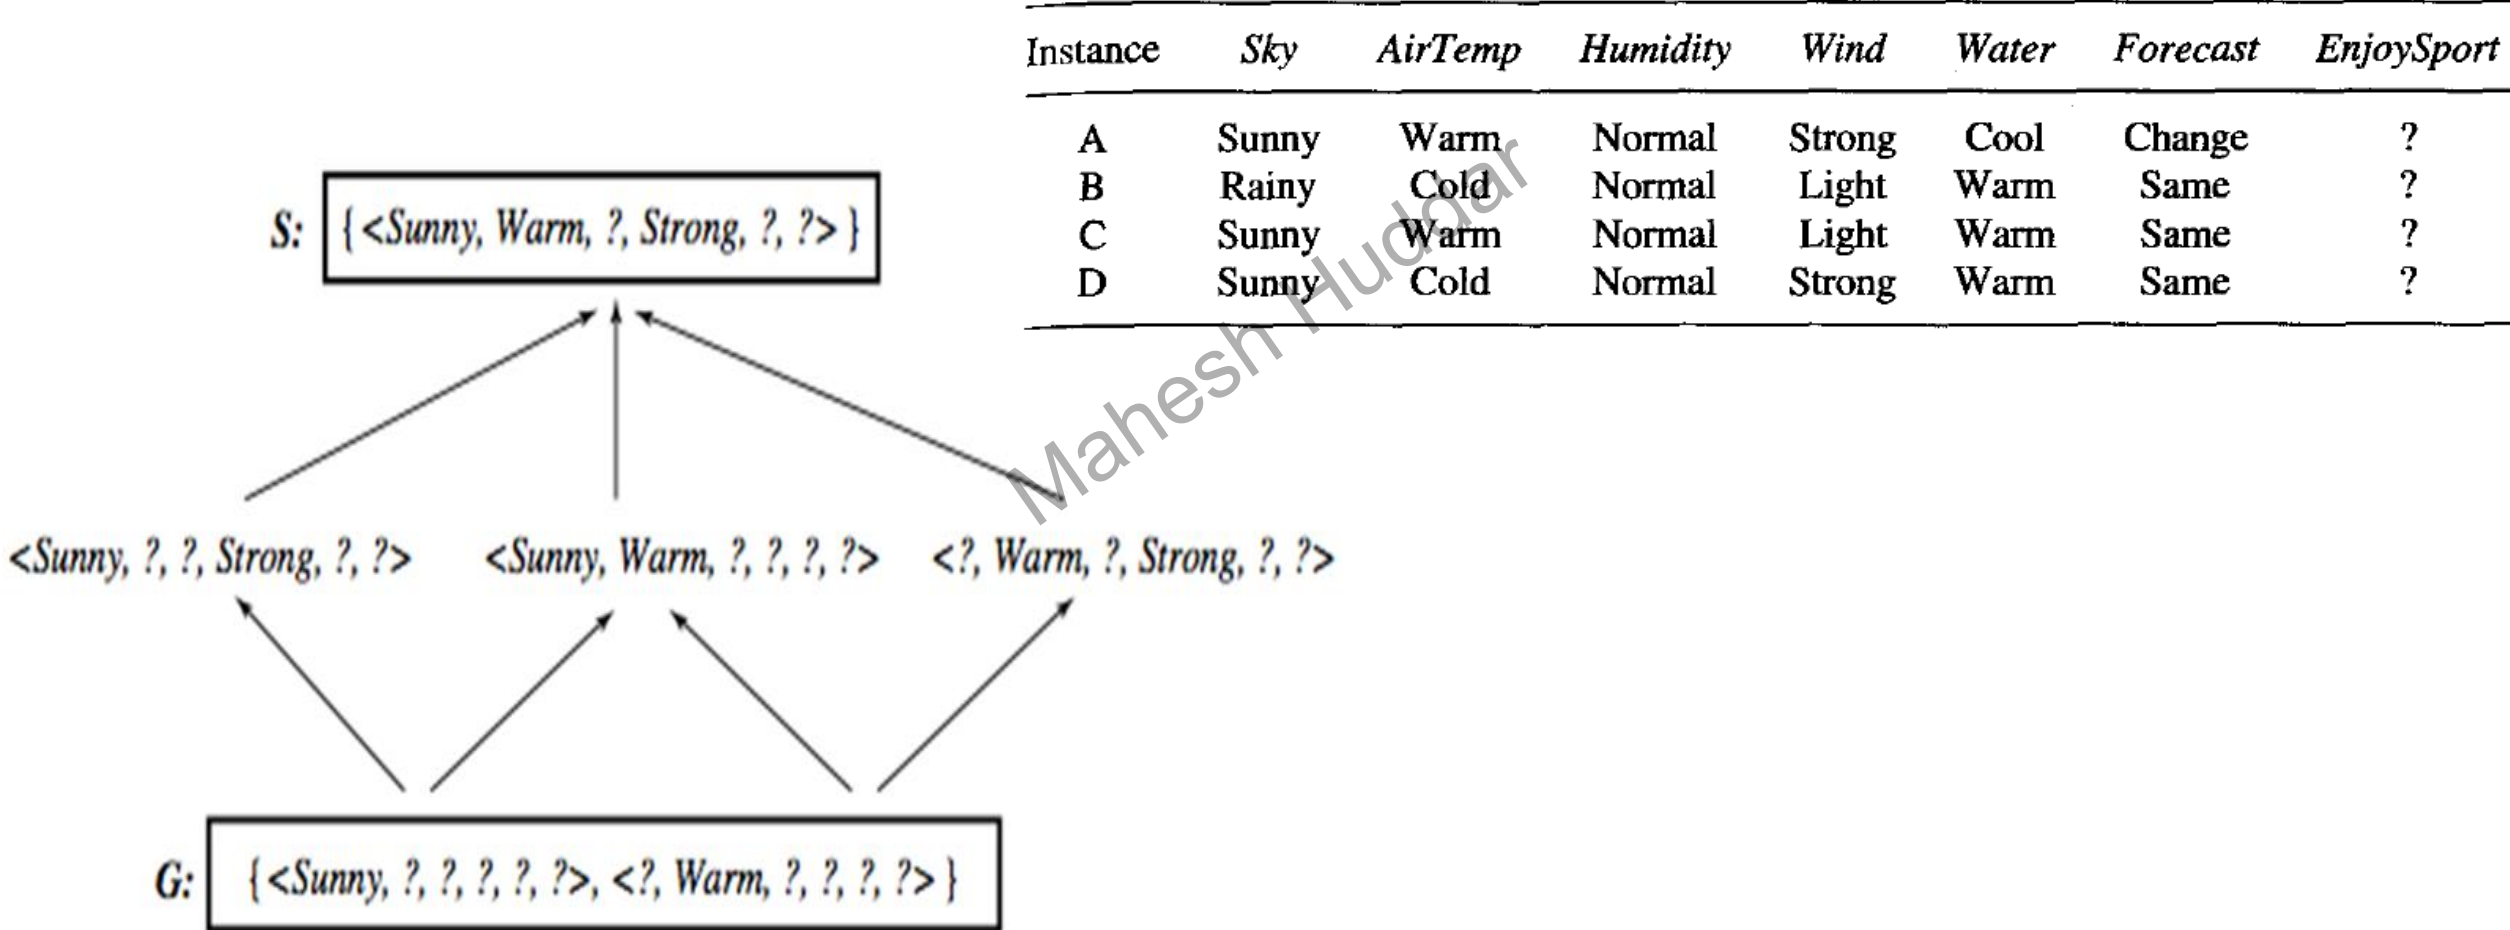 Instance Sky AirTemp Humidity Wind Water Forecast EnjoySport
A Sunny Warm Normal Strong Cool Change ?
B Rainy Cold Normal Light Warm Same ?
C Sunny Warm Normal Light Warm Same ?
D Sunny Cold Normal Strong Warm Same ?
S: { <Sunny, Warm, ?, Strong, ?, ?> }
Mahesh Huddar
<Sunny, ?, ?, Strong, ?, ?> <Sunny, Warm, ?, ?, ?, ?> <?, Warm, ?, Strong, ?, ?>
G: { <Sunny, ?, ?, ?, ?, ?>, <?, Warm, ?, ?, ?, ?> }